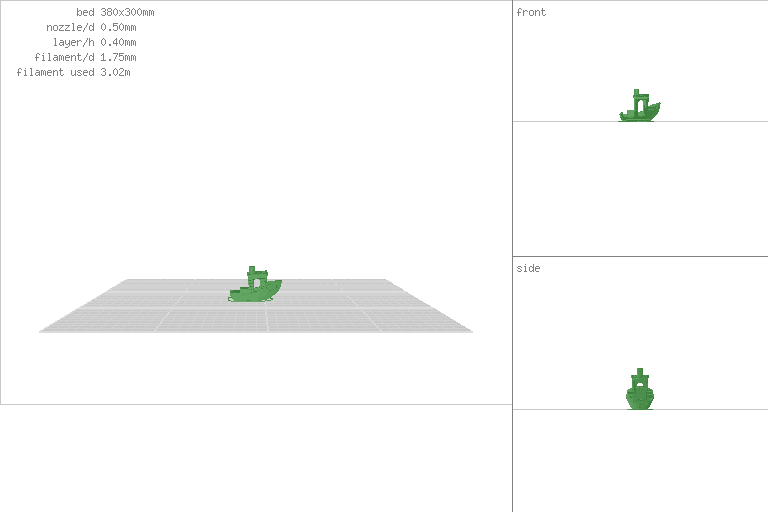 bed 380x300mm
nozzle/d 0.50mm
layer/h 0.40mm
filament/d 1.75mm
filament used 3.02m
front
side